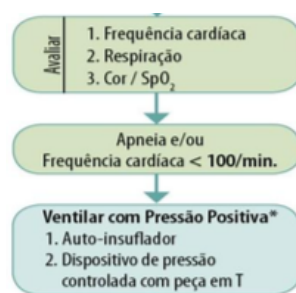 Avaliar
1. Frequência cardíaca
2. Respiração
3. Cor / SpO₂
Apneia e/ou
Frequência cardíaca < 100/min.
Ventilar com Pressão Positiva*
1. Auto-insuflador
2. Dispositivo de pressão
controlada com peça em T